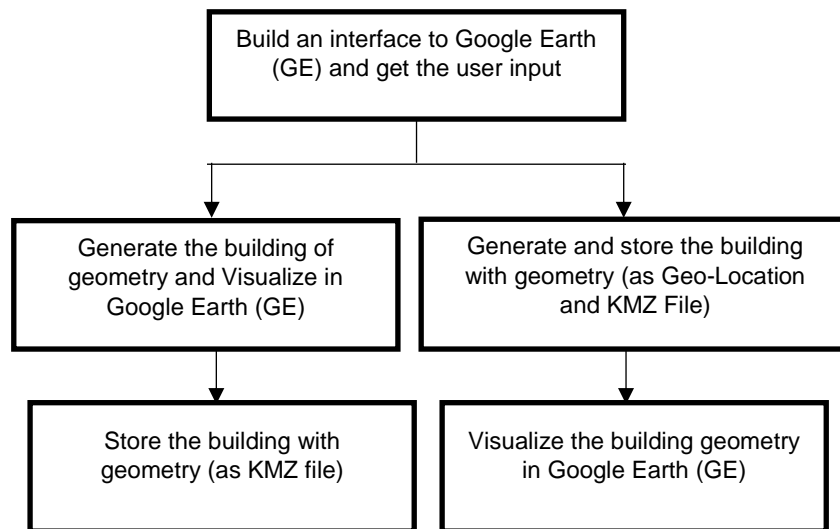 Build an interface to Google Earth
(GE) and get the user input
Generate the building of
geometry and Visualize in
Google Earth (GE)
Generate and store the building
with geometry (as Geo-Location
and KMZ File)
Store the building with
geometry (as KMZ file)
Visualize the building geometry
in Google Earth (GE)